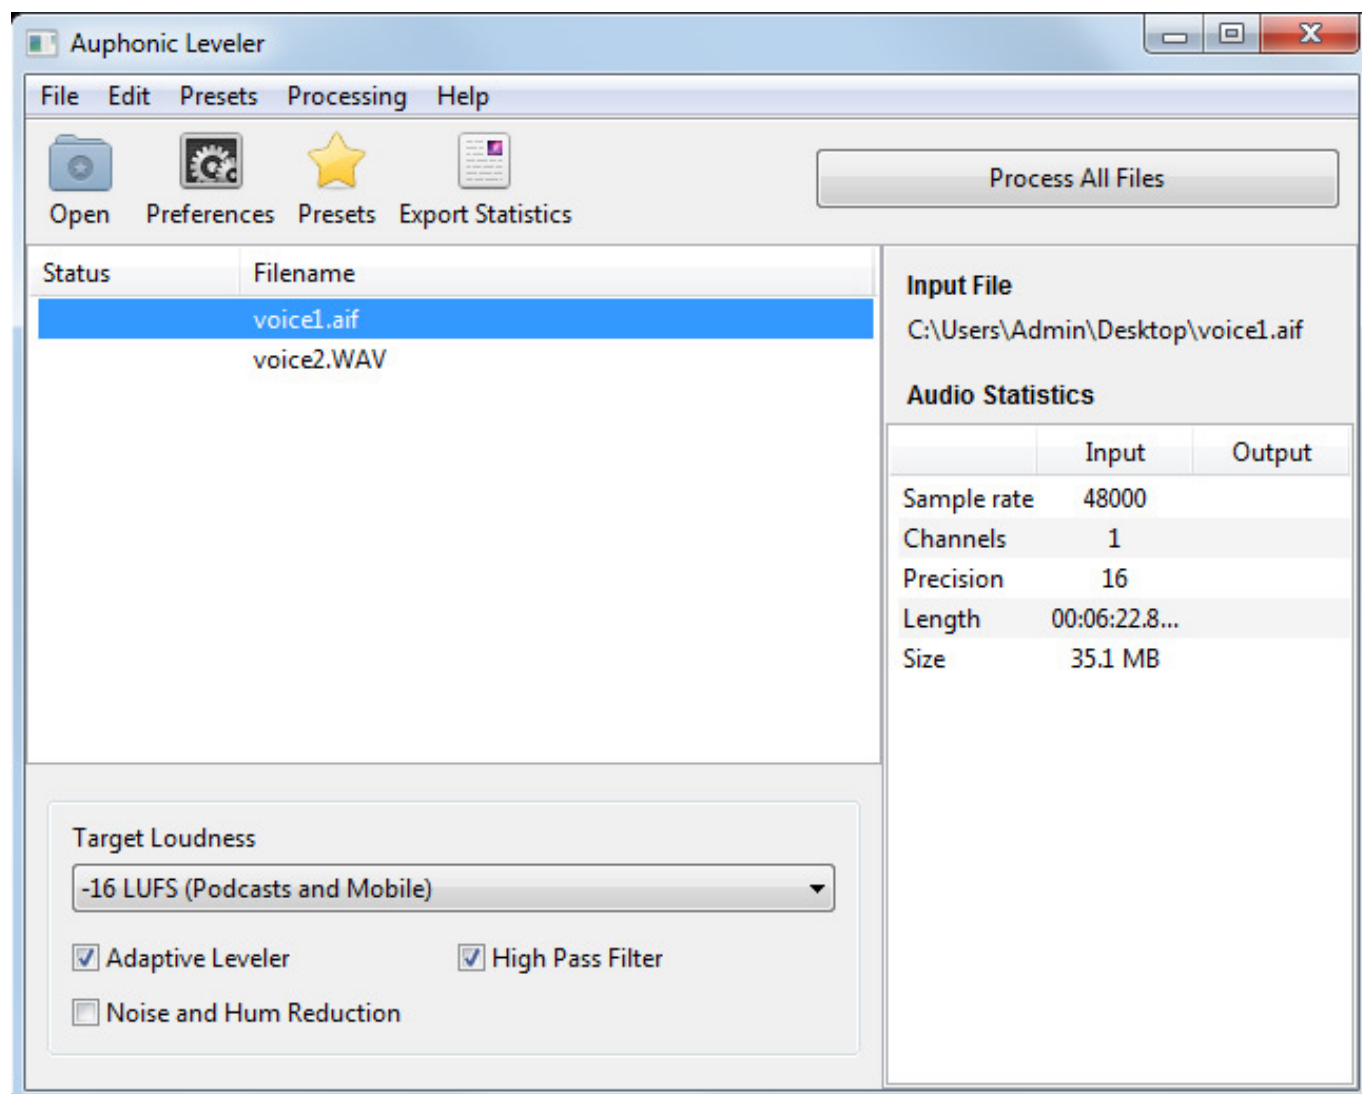 Auphonic Leveler
File Edit Presets Processing Help
Open Preferences Presets Export Statistics
Process All Files
Status Filename
voice1.aif
voice2.WAV
Input File
C:\Users\Admin\Desktop\voice1.aif
Audio Statistics
Input Output
Sample rate 48000
Channels 1
Precision 16
Length 00:06:22.8...
Size 35.1 MB
Target Loudness
-16 LUFS (Podcasts and Mobile)
Adaptive Leveler High Pass Filter
Noise and Hum Reduction